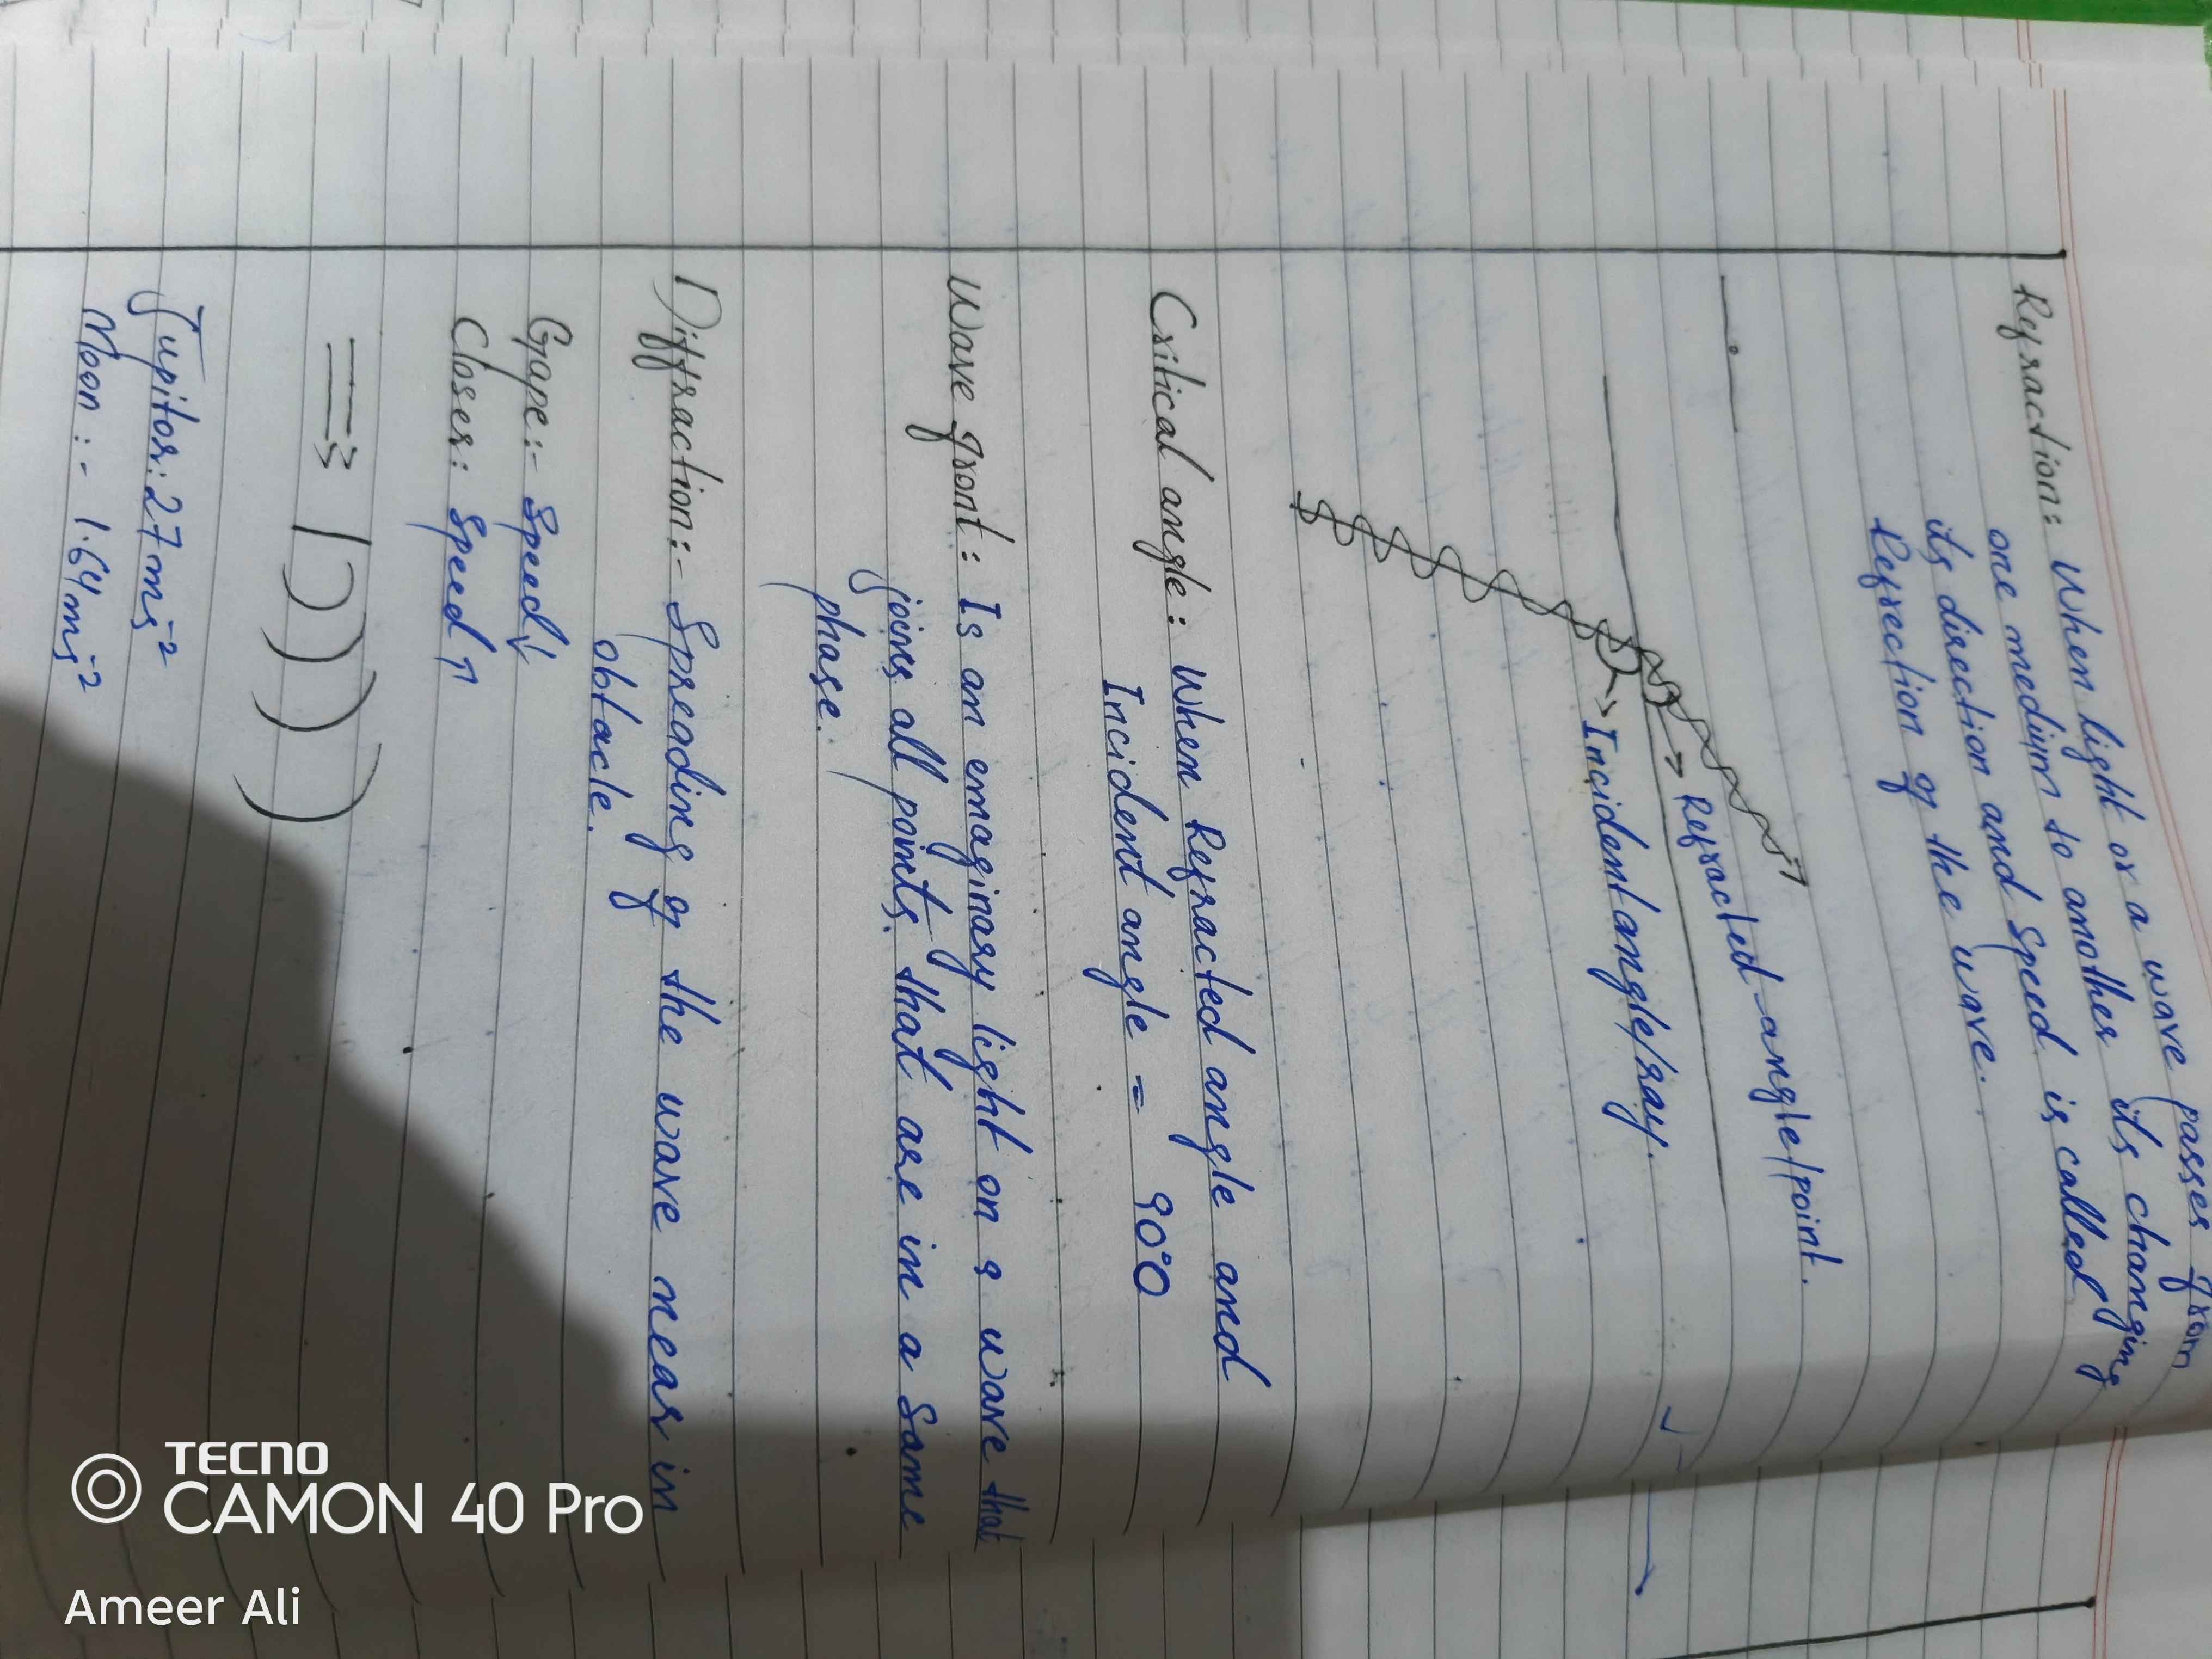 Refraction: When light or a wave passes from
one medium to another its changing
its direction and Speed is called
Refrection of the wave.
Refracted-angle/point.
Incident angle/ray.
Critical angle: When Refracted angle and
Incident angle = 90°0
Wave front: Is an emaginary light on a wave that
joins all points. that are in a Same
phase.
Diffraction:- Spreading of the wave near in
obtacle.
Gape:- Speed↓
Closer: Speed↑
Jupitor: 27ms⁻²
Moon :- 1.64ms⁻²
TECNO
CAMON 40 Pro
Ameer Ali